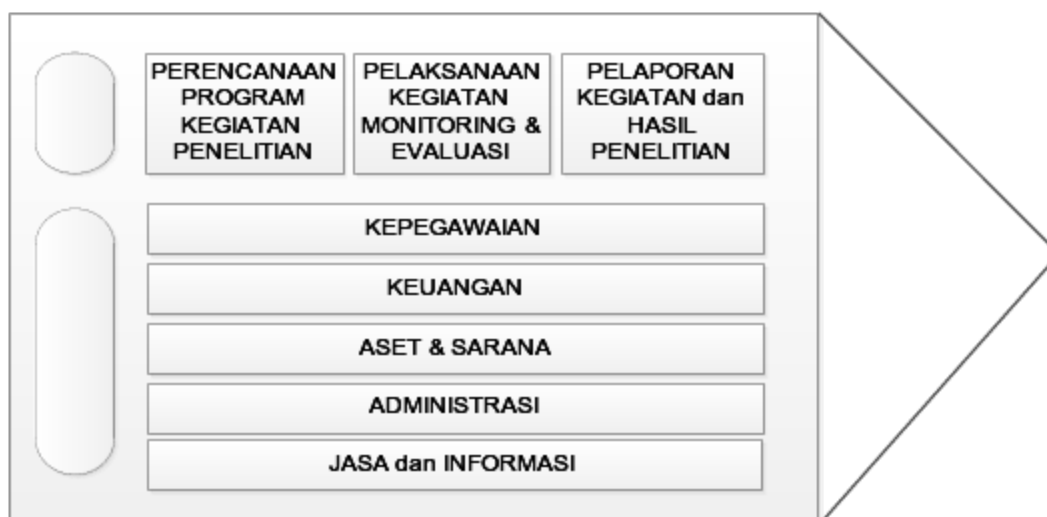 PERENCANAAN
PROGRAM
KEGIATAN
PENELITIAN
PELAKSANAAN
KEGIATAN
MONITORING &
EVALUASI
PELAPORAN
KEGIATAN dan
HASIL
PENELITIAN
KEPEGAWAIAN
KEUANGAN
ASET & SARANA
ADMINISTRASI
JASA dan INFORMASI